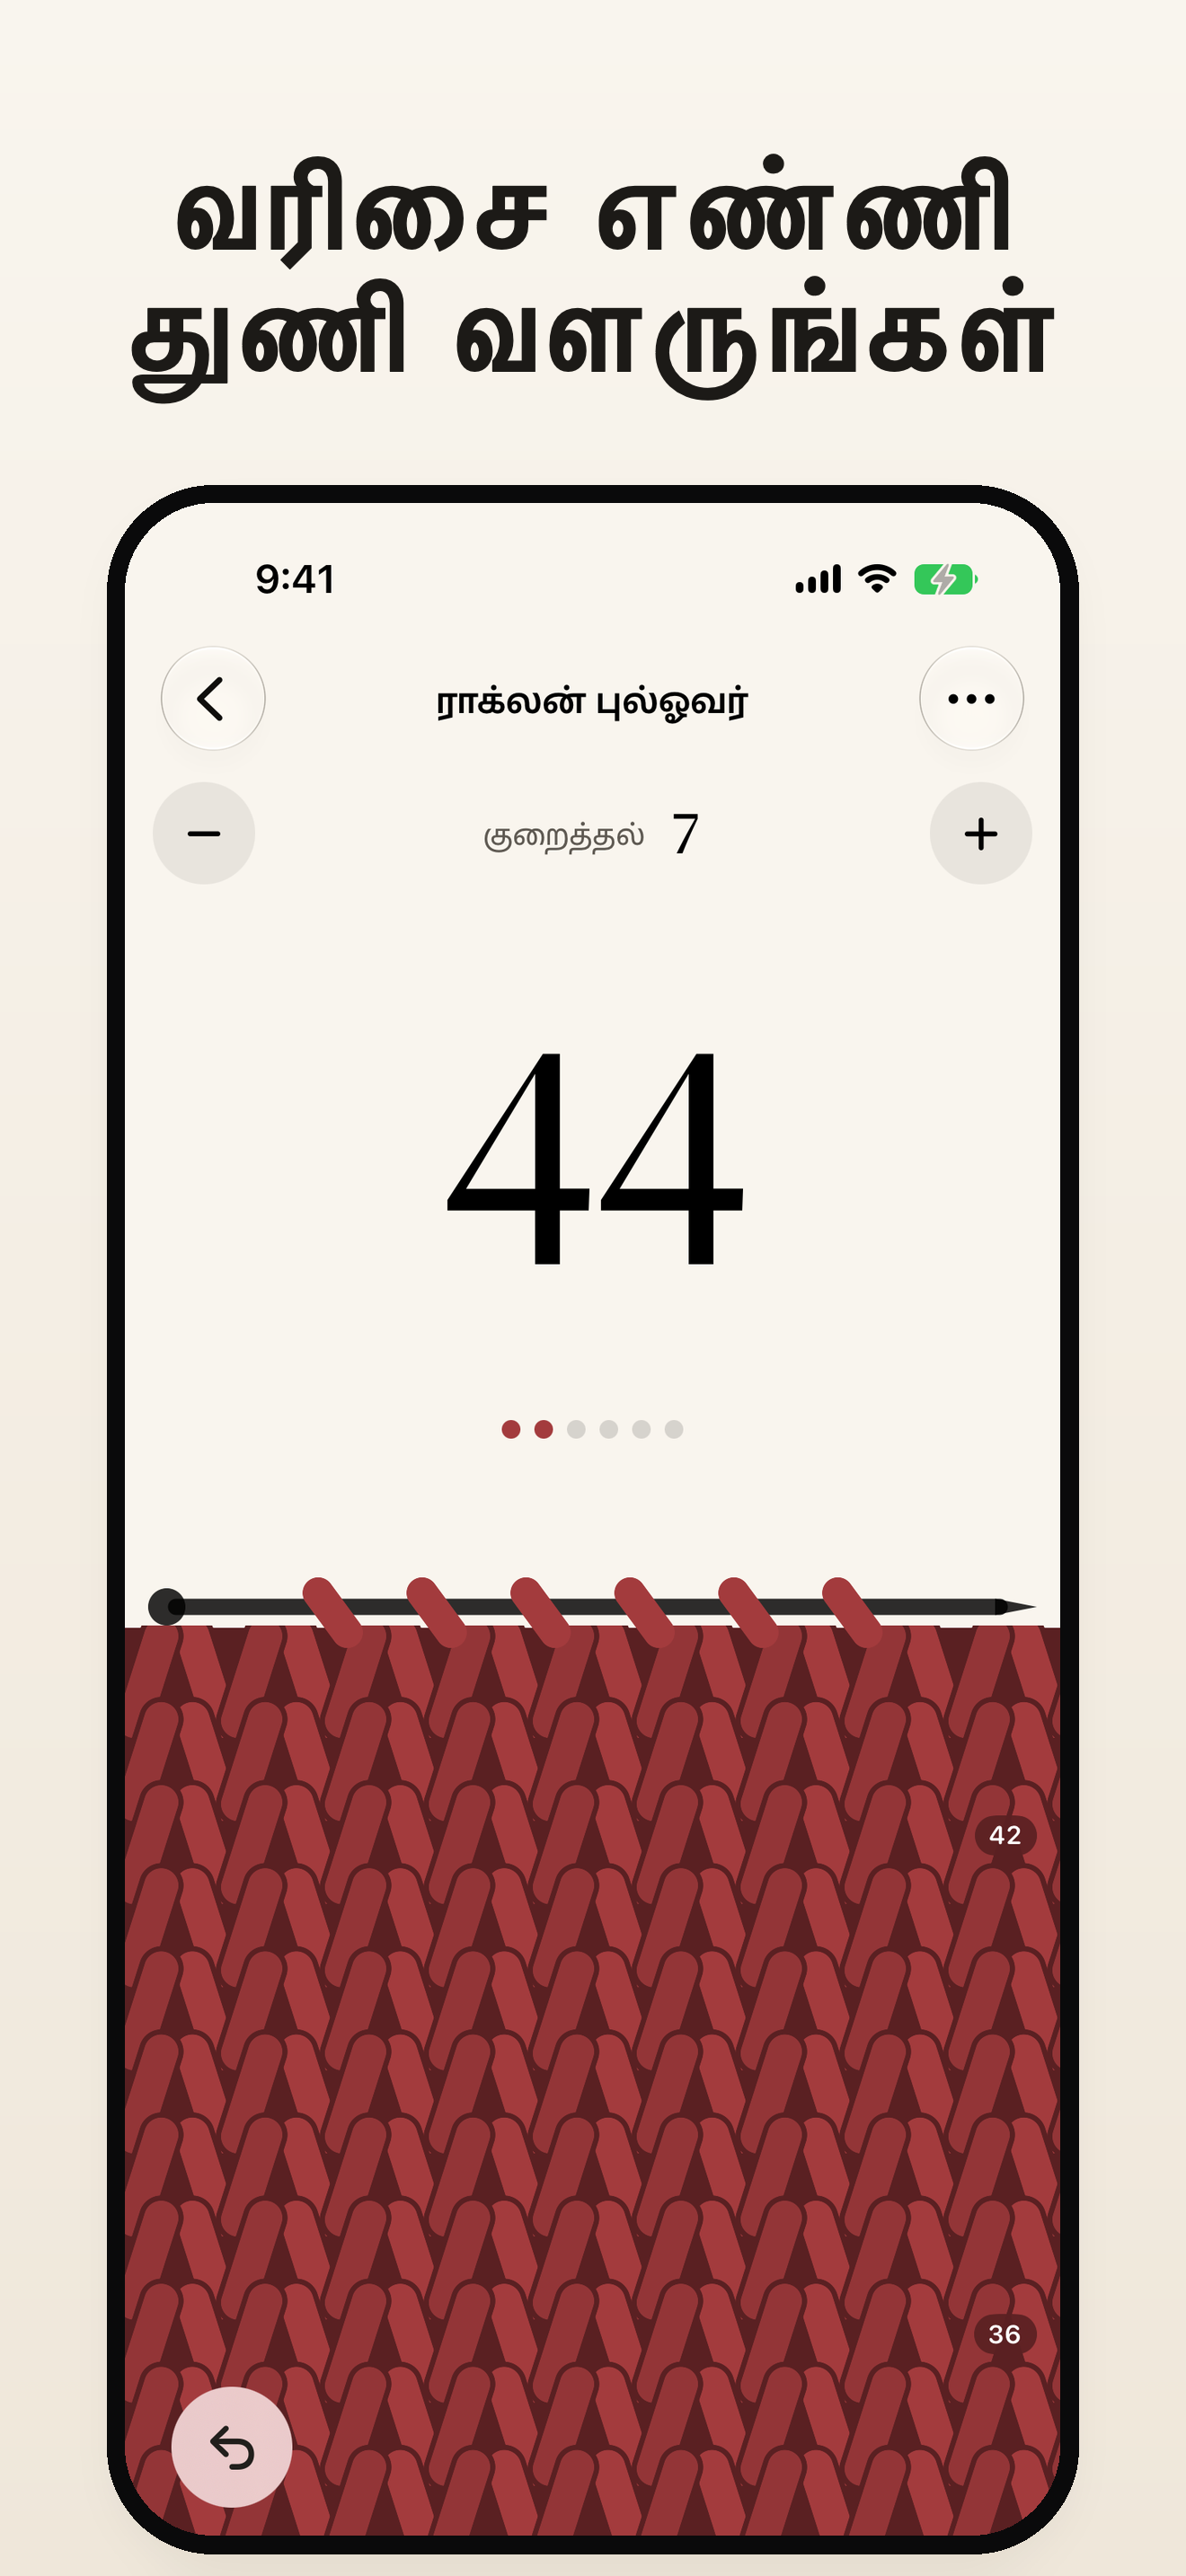 வரிசை எண்ணி
துணி வளருங்கள்
9:41
ராக்லன் புல்ஓவர்
குறைத்தல் 7
44
42
36